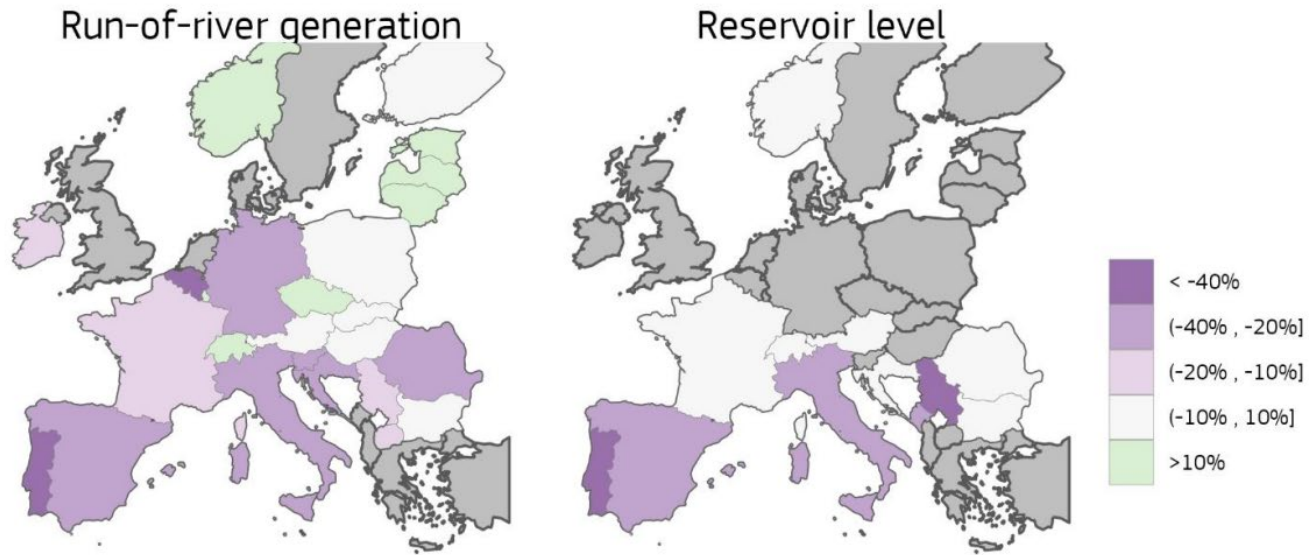 Run-of-river generation
Reservoir level
< -40%
(-40% , -20%]
(-20% , -10%]
(-10% , 10%]
>10%